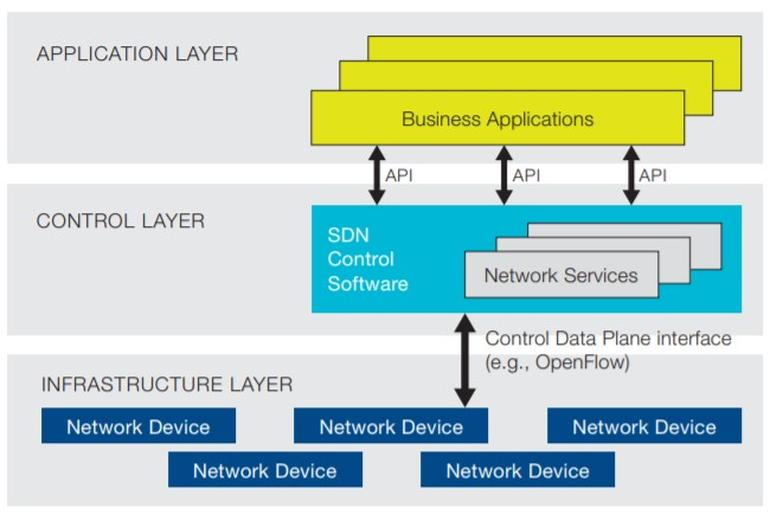 APPLICATION LAYER
Business Applications
API
API
API
CONTROL LAYER
SDN
Control
Software
Network Services
Control Data Plane interface
(e.g., OpenFlow)
INFRASTRUCTURE LAYER
Network Device
Network Device
Network Device
Network Device
Network Device